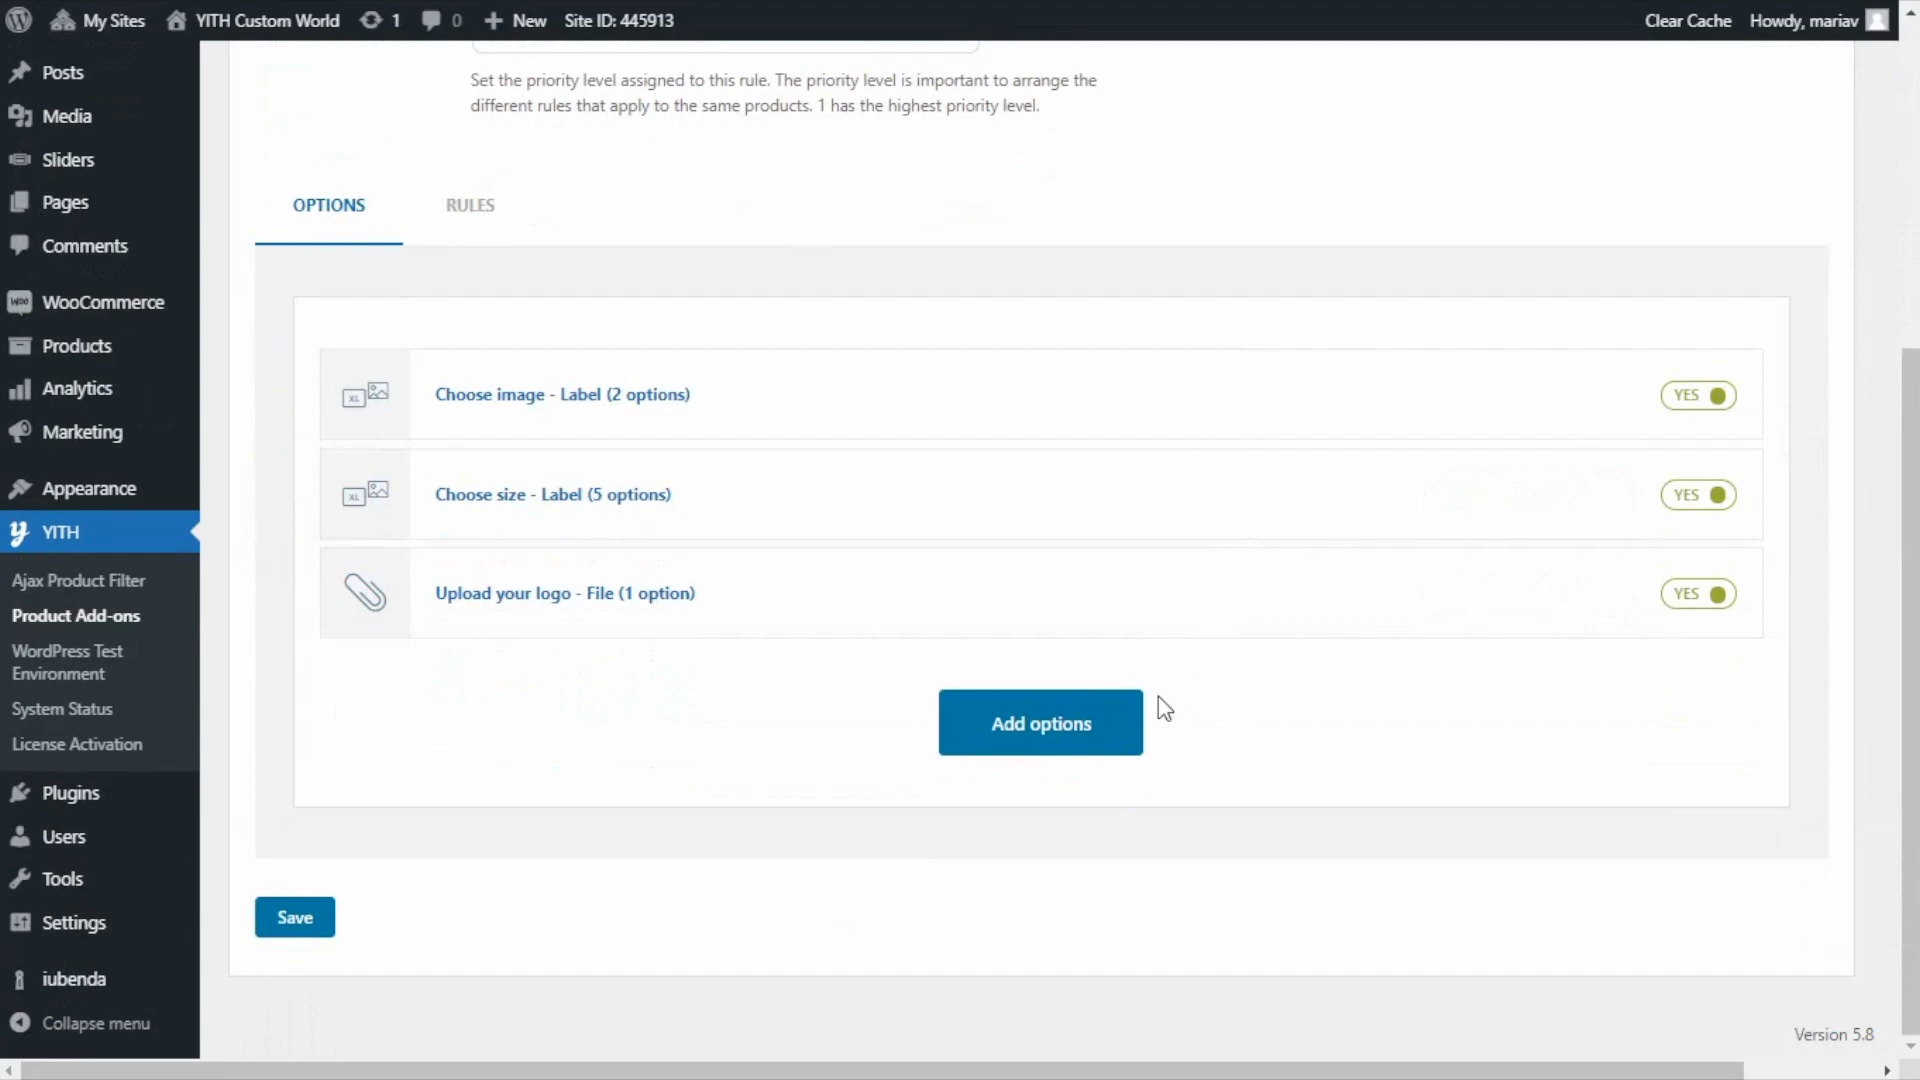 My Sites
YITH Custom World
1
0
New
Site ID: 445913
Clear Cache
Howdy, mariav
Posts
Media
Sliders
Pages
Comments
WOO
WooCommerce
Products
Analytics
Marketing
Appearance
YITH
Ajax Product Filter
Product Add-ons
WordPress Test
Environment
System Status
License Activation
Plugins
Users
Tools
Settings
iubenda
Collapse menu
Set the priority level assigned to this rule. The priority level is important to arrange the
different rules that apply to the same products. 1 has the highest priority level.
OPTIONS
RULES
XL
Choose image - Label (2 options)
YES
XL
Choose size - Label (5 options)
YES
Upload your logo - File (1 option)
YES
Add options
Save
Version 5.8